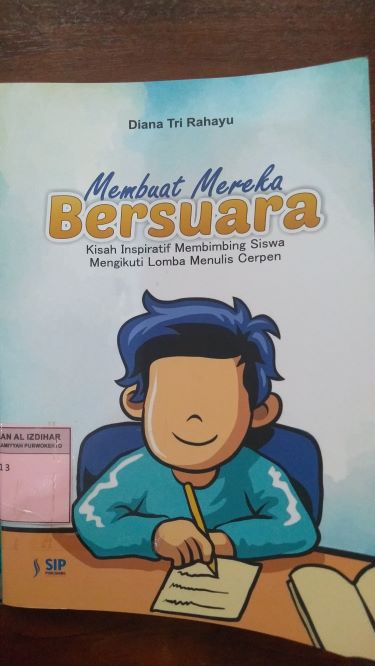 Diana Tri Rahayu
Membuat Mereka
Bersuara
Kisah Inspiratif Membimbing Siswa
Mengikuti Lomba Menulis Cerpen
AN AL IZDIHAR
PURWOKERTO
13
SIP